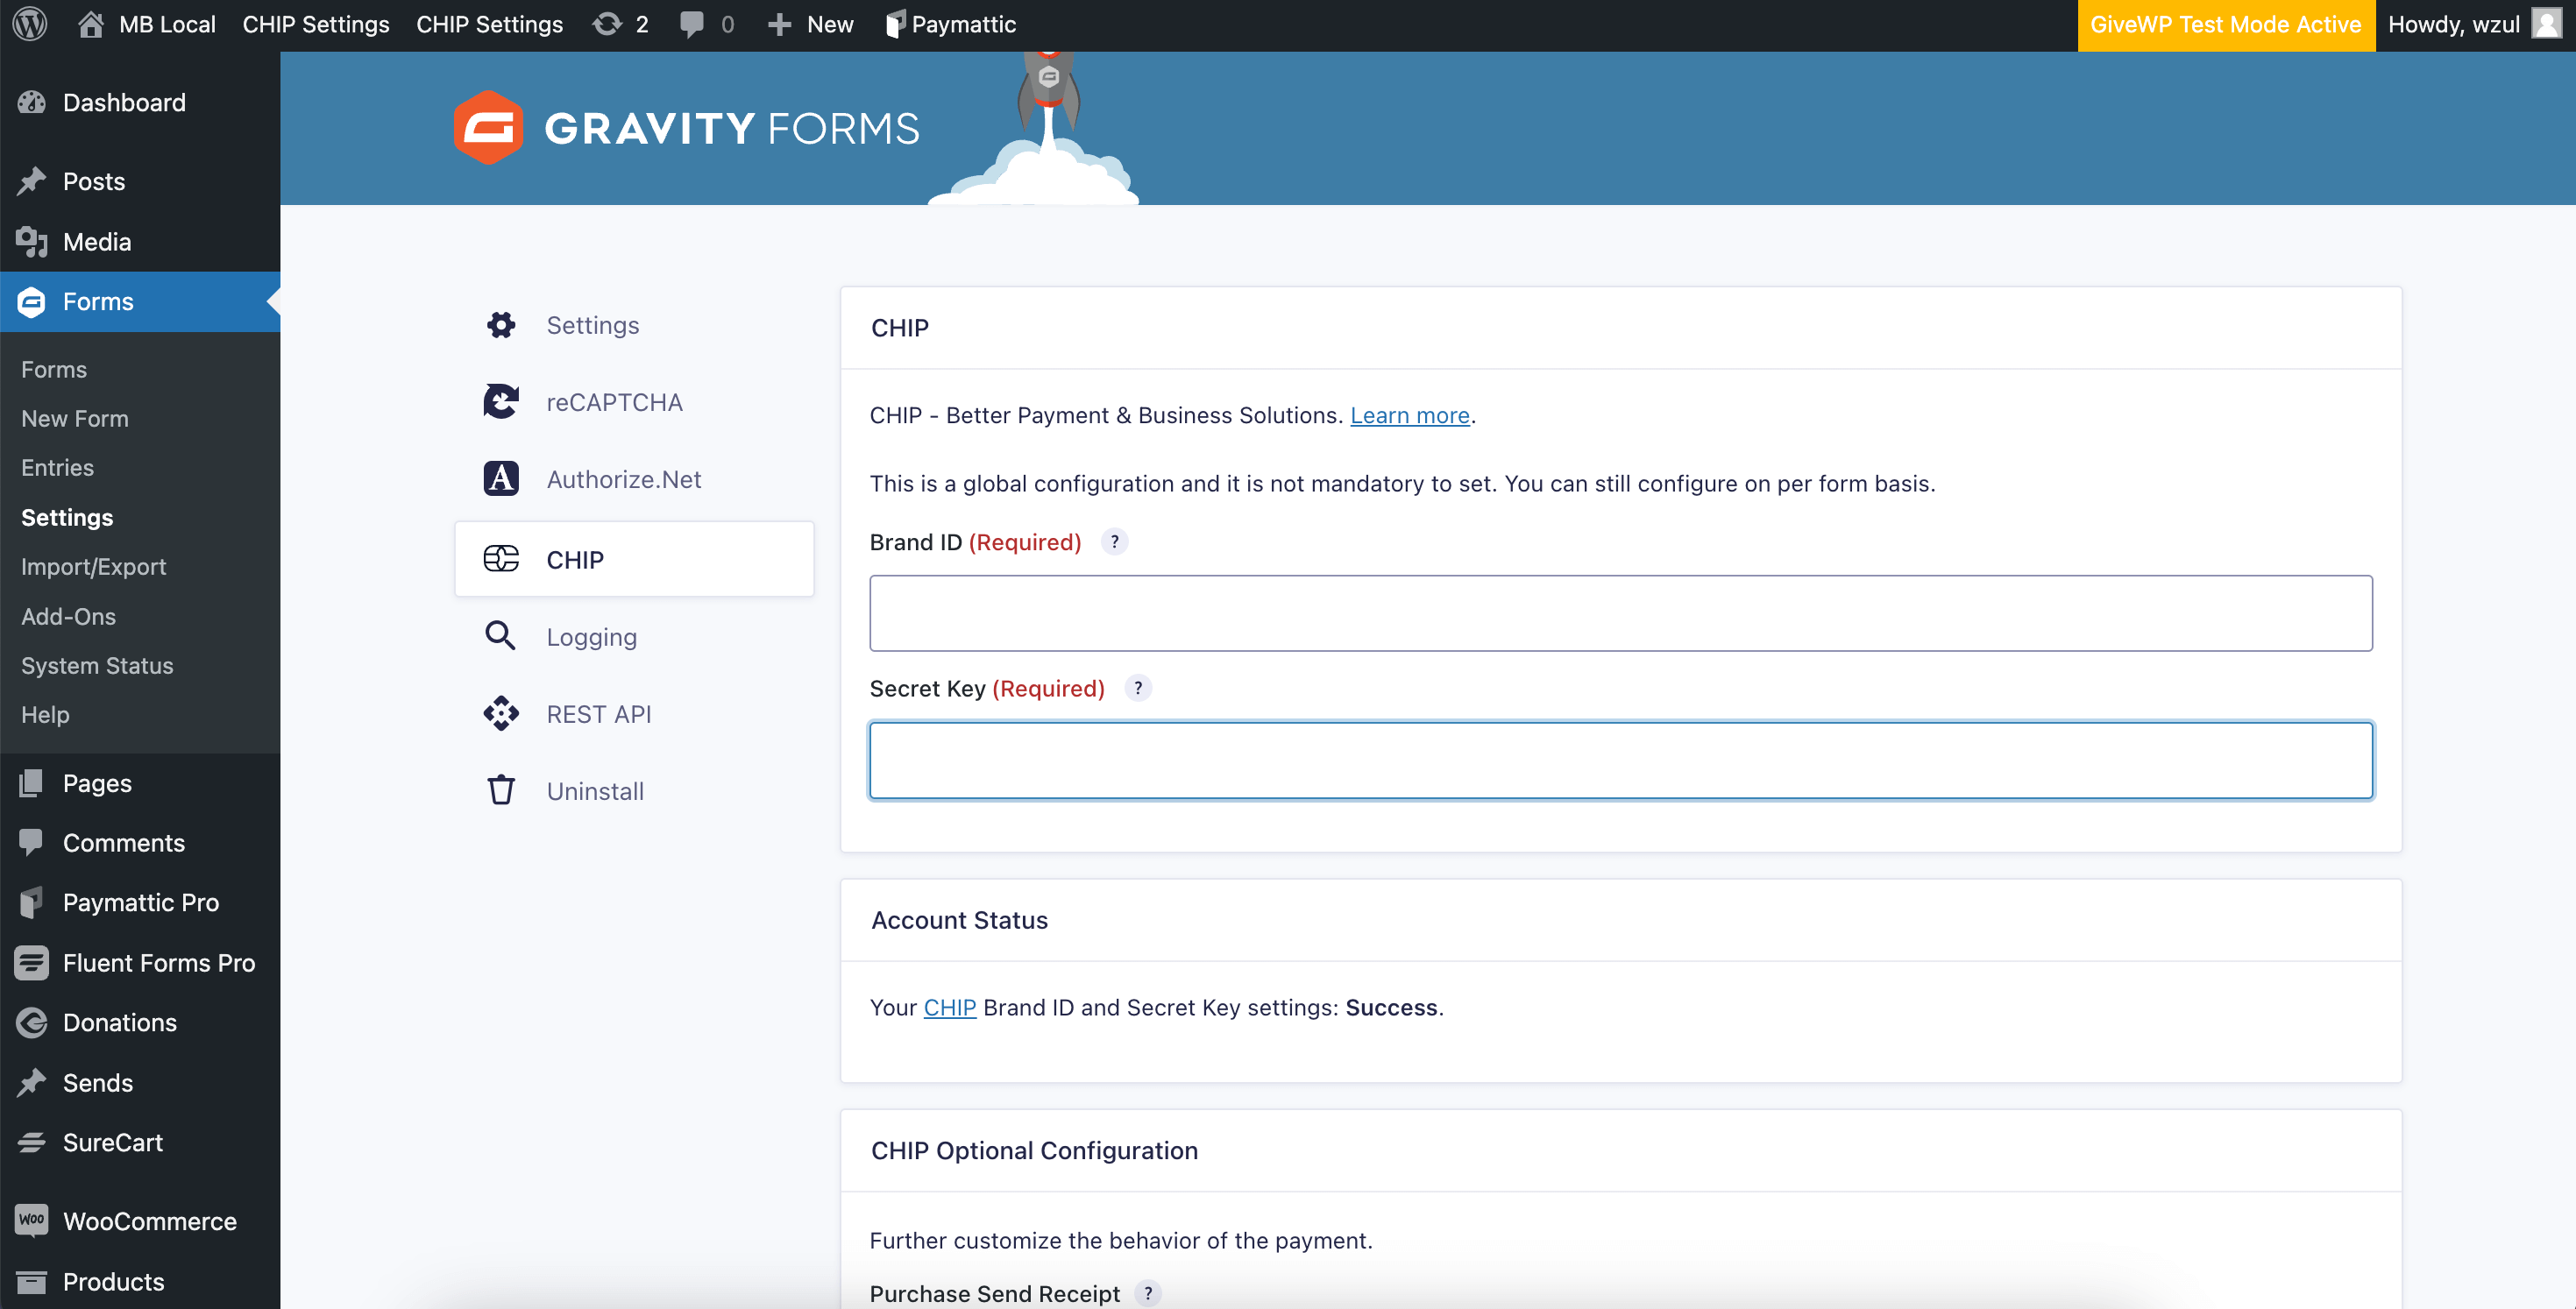 MB Local CHIP Settings CHIP Settings 2 0 New Paymattic GiveWP Test Mode Active Howdy, wzul
Dashboard
Posts
Media
Forms
Forms
New Form
Entries
Settings
Import/Export
Add-Ons
System Status
Help
Pages
Comments
Paymattic Pro
Fluent Forms Pro
Donations
Sends
SureCart
WOO WooCommerce
Products
GRAVITY FORMS
Settings
reCAPTCHA
A Authorize.Net
CHIP
Logging
REST API
Uninstall
CHIP
CHIP - Better Payment & Business Solutions. Learn more.
This is a global configuration and it is not mandatory to set. You can still configure on per form basis.
Brand ID (Required) ?
Secret Key (Required) ?
Account Status
Your CHIP Brand ID and Secret Key settings: Success.
CHIP Optional Configuration
Further customize the behavior of the payment.
Purchase Send Receipt ?